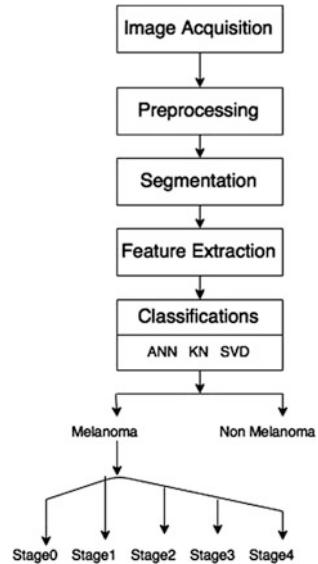 Image Acquisition
Preprocessing
Segmentation
Feature Extraction
Classifications
ANN KN SVD
Melanoma Non Melanoma
Stage0 Stage1 Stage2 Stage3 Stage4